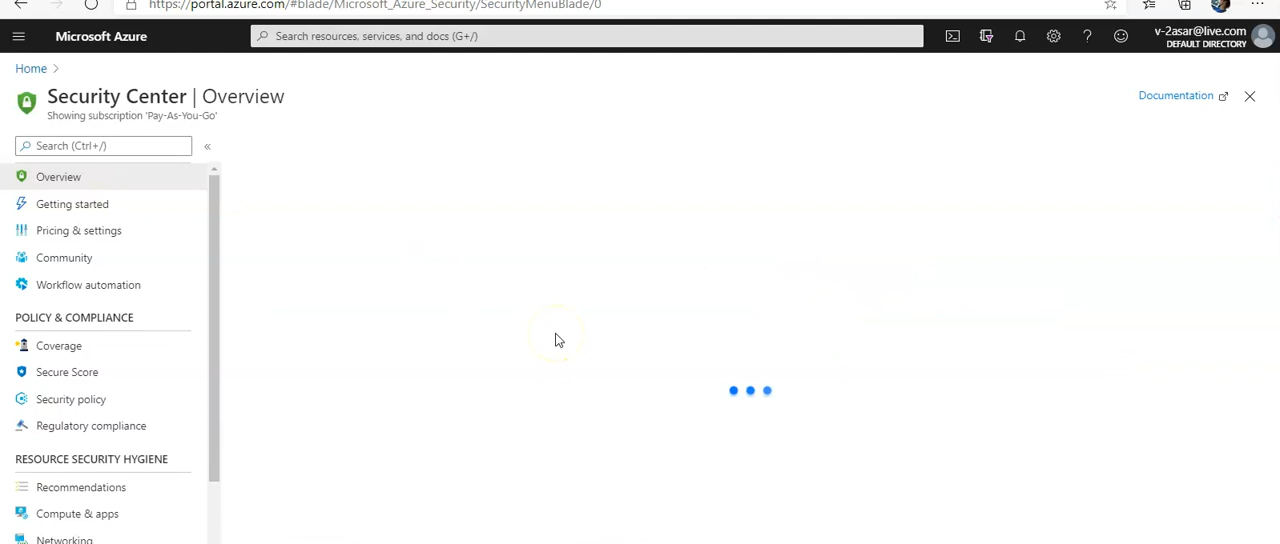 https://portal.azure.com/#blade/Microsoft_Azure_Security/SecurityMenuBlade/0
Microsoft Azure
Search resources, services, and docs (G+/)
v-2asar@live.com
DEFAULT DIRECTORY
Home
Security Center | Overview
Showing subscription 'Pay-As-You-Go'
Documentation
Search (Ctrl+/)
Overview
Getting started
Pricing & settings
Community
Workflow automation
POLICY & COMPLIANCE
Coverage
Secure Score
Security policy
Regulatory compliance
RESOURCE SECURITY HYGIENE
Recommendations
Compute & apps
Networking